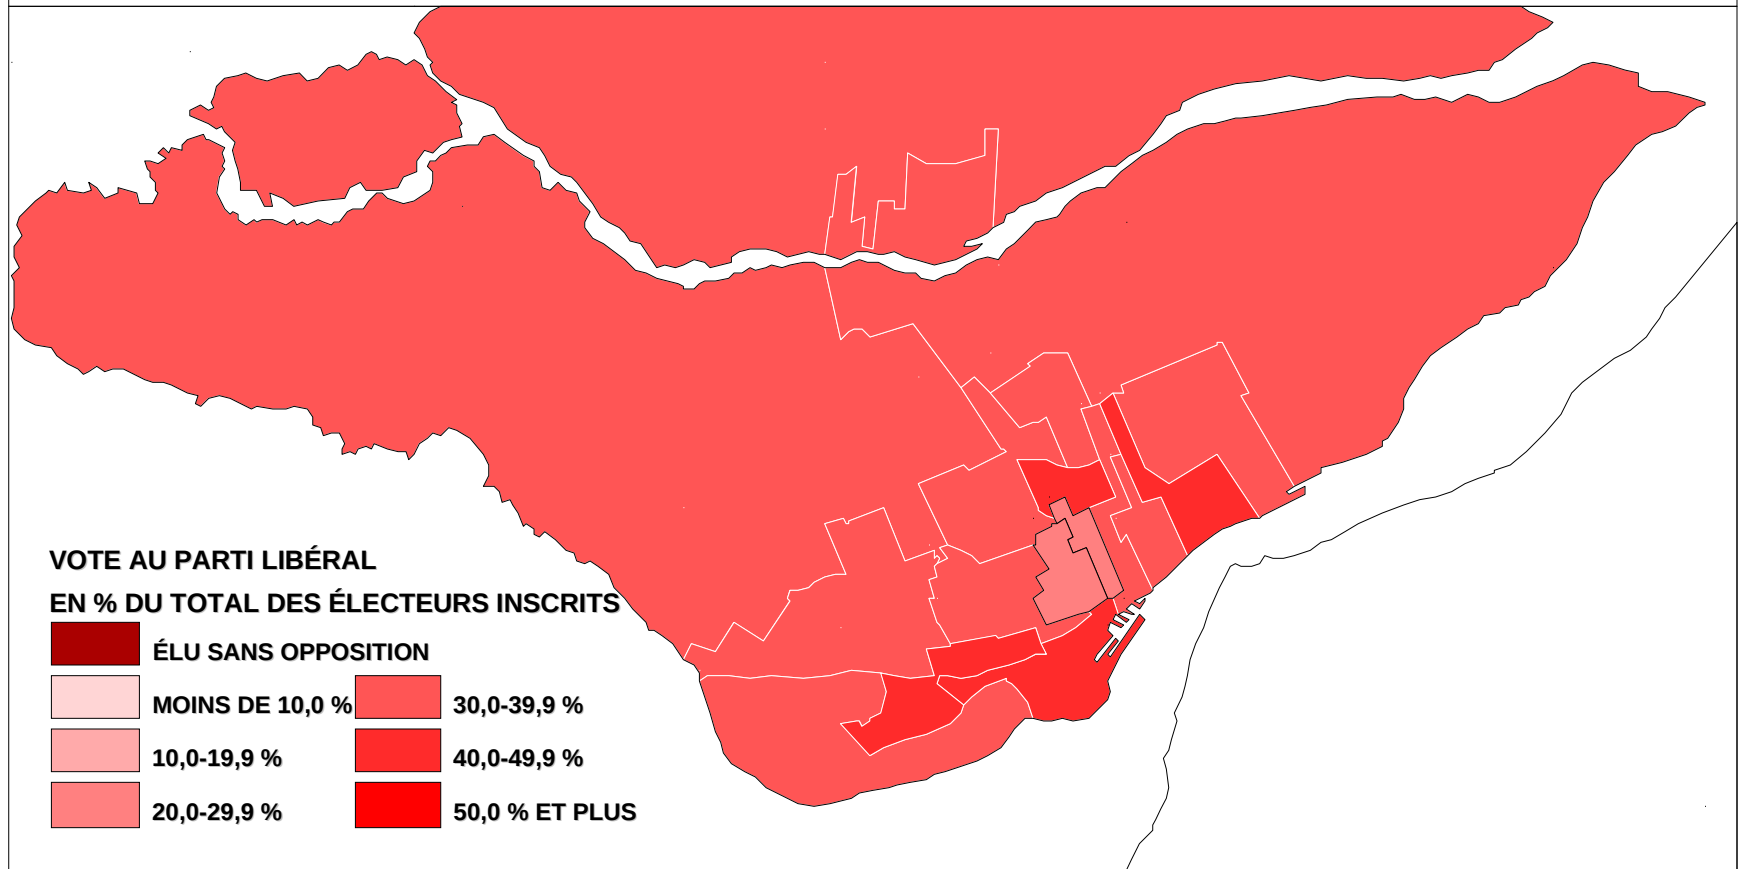 VOTE AU PARTI LIBÉRAL
EN % DU TOTAL DES ÉLECTEURS INSCRITS
ÉLU SANS OPPOSITION
MOINS DE 10,0 %
30,0-39,9 %
10,0-19,9 %
40,0-49,9 %
20,0-29,9 %
50,0 % ET PLUS